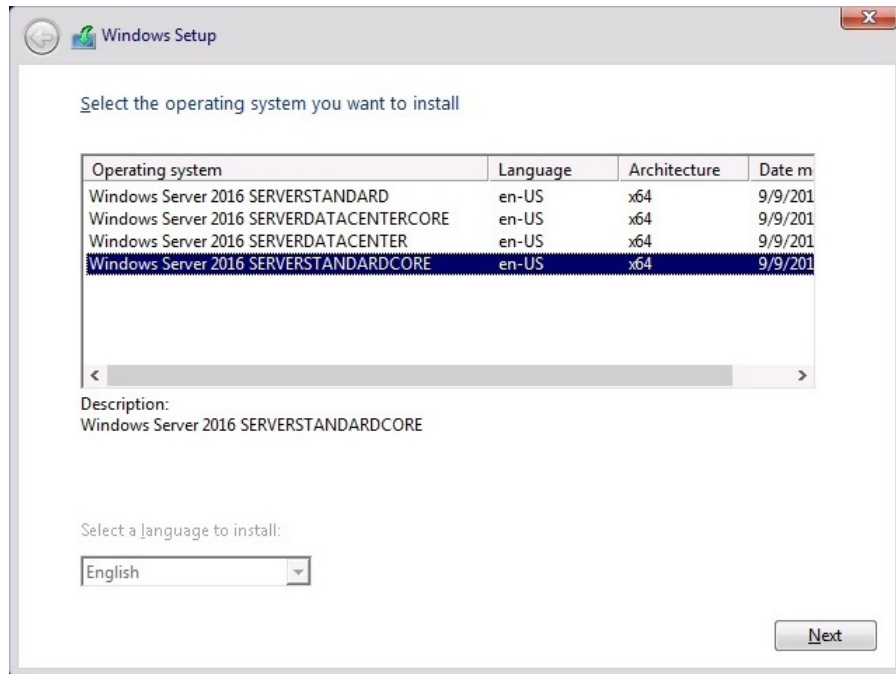 Windows Setup
Select the operating system you want to install
Operating system Language Architecture Date m
Windows Server 2016 SERVERSTANDARD en-US x64 9/9/201
Windows Server 2016 SERVERDATACENTERCORE en-US x64 9/9/201
Windows Server 2016 SERVERDATACENTER en-US x64 9/9/201
Windows Server 2016 SERVERSTANDARDCORE en-US x64 9/9/201
Description:
Windows Server 2016 SERVERSTANDARDCORE
Select a language to install:
English
Next